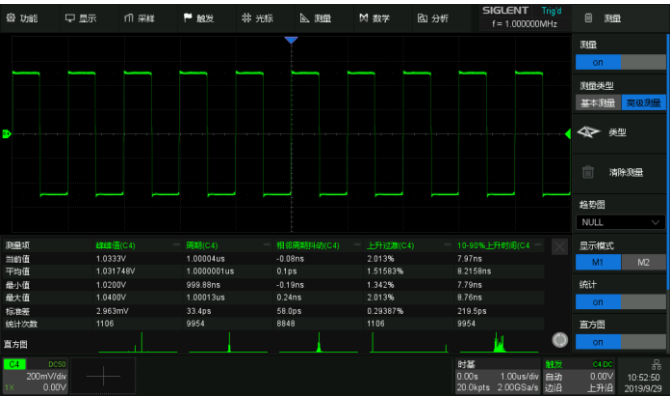 功能 显示 采样 触发 光标 测量 数学 分析 SIGLENT Trig'd 测量
f = 1.000000MHz
测量
on
测量类型
基本测量 高级测量
类型
清除测量
趋势图
NULL
显示模式
M1 M2
统计
on
直方图
on
测量项 峰峰值(C4) 周期(C4) 相邻周期抖动(C4) 上升过激(C4) 10-90%上升时间(C4
当前值 1.0333V 1.00004us -0.08ns 2.013% 7.97ns
平均值 1.031748V 1.0000001us 0.1ps 1.51583% 8.2158ns
最小值 1.0200V 999.88ns -0.19ns 1.342% 7.79ns
最大值 1.0400V 1.00013us 0.24ns 2.013% 8.76ns
标准差 2.963mV 33.4ps 58.0ps 0.29387% 219.5ps
统计次数 1106 9954 8848 1106 9954
直方图
C4 DC50
200mV/div
1X 0.00V
时基
0.00s 1.00us/div
20.0kpts 2.00GSa/s
触发 C4 DC
自动 0.00V
边沿 上升沿
10:52:50
2019/9/29